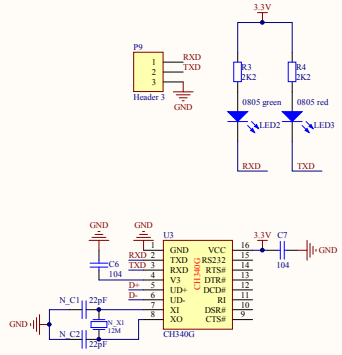 3.3V
P9
1
2
3
RXD
TXD
Header 3
GND
R3
2K2
R4
2K2
0805 green
0805 red
LED2
LED3
RXD
TXD
GND
GND
U3
C6
104
RXD
TXD
D+
D-
1
2
3
4
5
6
7
8
GND
TXD
RXD
V3
UD+
UD-
XI
XO
CH340G
VCC
RS232
RTS#
DTR#
DCD#
RI
DSR#
CTS#
16
15
14
13
12
11
10
9
CH340G
3.3V
C7
104
GND
N_C1
22pF
GND
N_X1
12M
N_C2
22pF